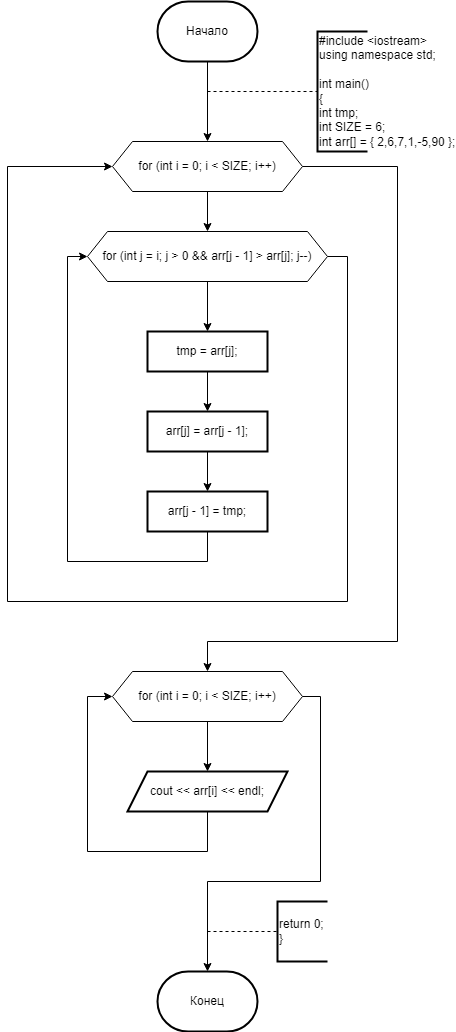 Начало
#include <iostream>
using namespace std;
int main()
{
int tmp;
int SIZE = 6;
int arr[] = { 2,6,7,1,-5,90 };
for (int i = 0; i < SIZE; i++)
for (int j = i; j > 0 && arr[j - 1] > arr[j]; j--)
tmp = arr[j];
arr[j] = arr[j - 1];
arr[j - 1] = tmp;
for (int i = 0; i < SIZE; i++)
cout << arr[i] << endl;
return 0;
}
Конец